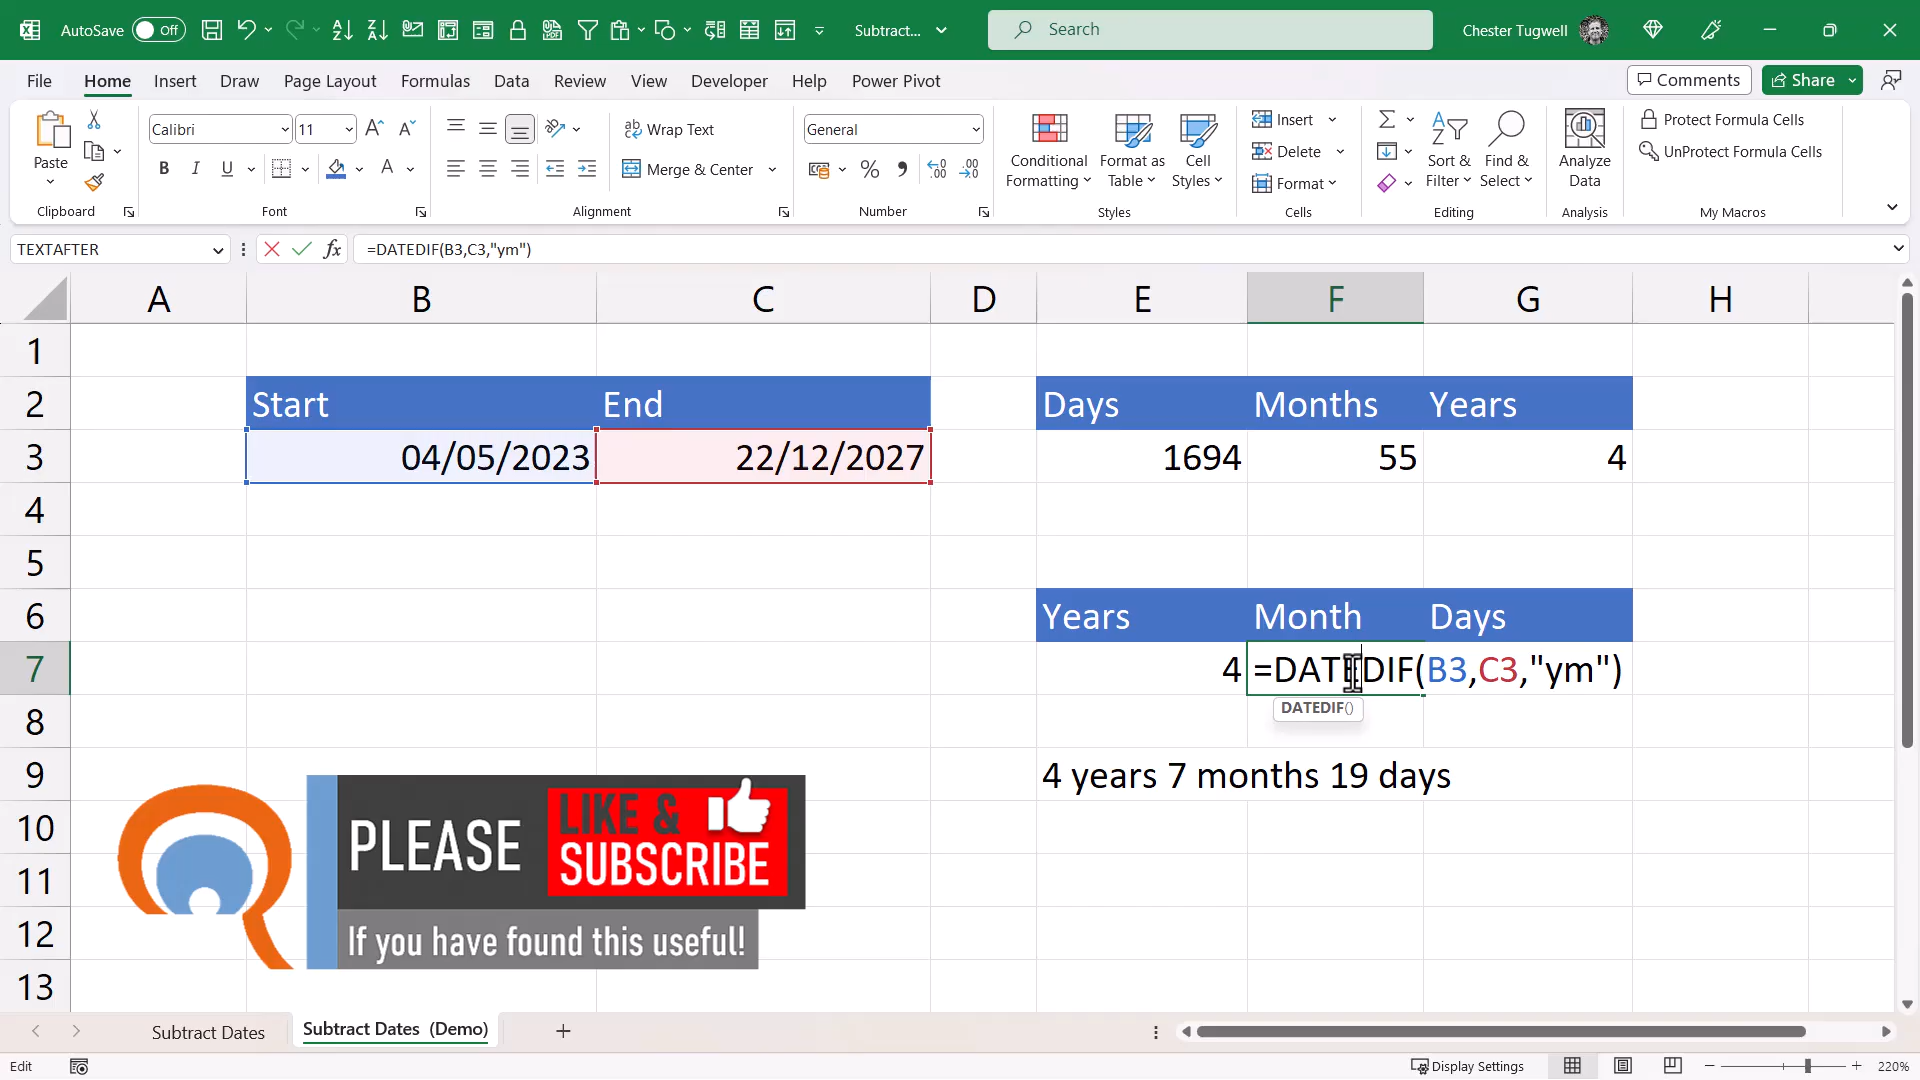 AutoSave Off Subtract... Search Chester Tugwell
File Home Insert Draw Page Layout Formulas Data Review View Developer Help Power Pivot Comments Share
Paste
Clipboard
Calibri 11
B I U A
Font
Wrap Text
Merge & Center
Alignment
General
Number
Conditional Formatting
Format as Table
Cell Styles
Styles
Insert
Delete
Format
Cells
Sort & Filter
Find & Select
Editing
Analyze Data
Analysis
Protect Formula Cells
UnProtect Formula Cells
My Macros
TEXTAFTER fx =DATEDIF(B3,C3,"ym")
A B C D E F G H
1
2 Start End Days Months Years
3 04/05/2023 22/12/2027 1694 55 4
4
5
6 Years Month Days
7 4 =DATEDIF(B3,C3,"ym")
DATEDIF()
8
9 4 years 7 months 19 days
10
11
12
13
PLEASE LIKE & SUBSCRIBE
If you have found this useful!
Subtract Dates Subtract Dates (Demo)
Edit Display Settings 220%